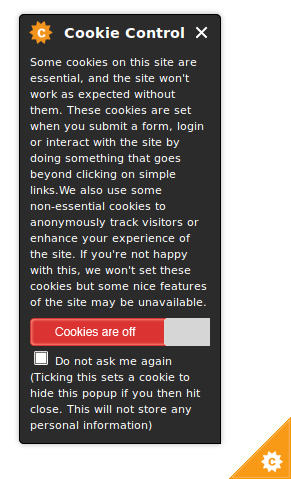 C Cookie Control ×
Some cookies on this site are
essential, and the site won't
work as expected without
them. These cookies are set
when you submit a form, login
or interact with the site by
doing something that goes
beyond clicking on simple
links.We also use some
non-essential cookies to
anonymously track visitors or
enhance your experience of
the site. If you're not happy
with this, we won't set these
cookies but some nice features
of the site may be unavailable.
Cookies are off
Do not ask me again
(Ticking this sets a cookie to
hide this popup if you then hit
close. This will not store any
personal information)
C